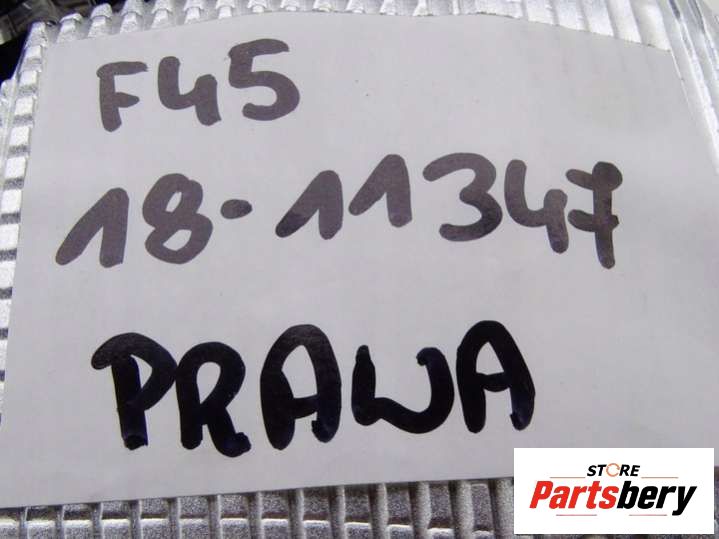 F45
18-11347
PRAWA
STORE
Partsbery